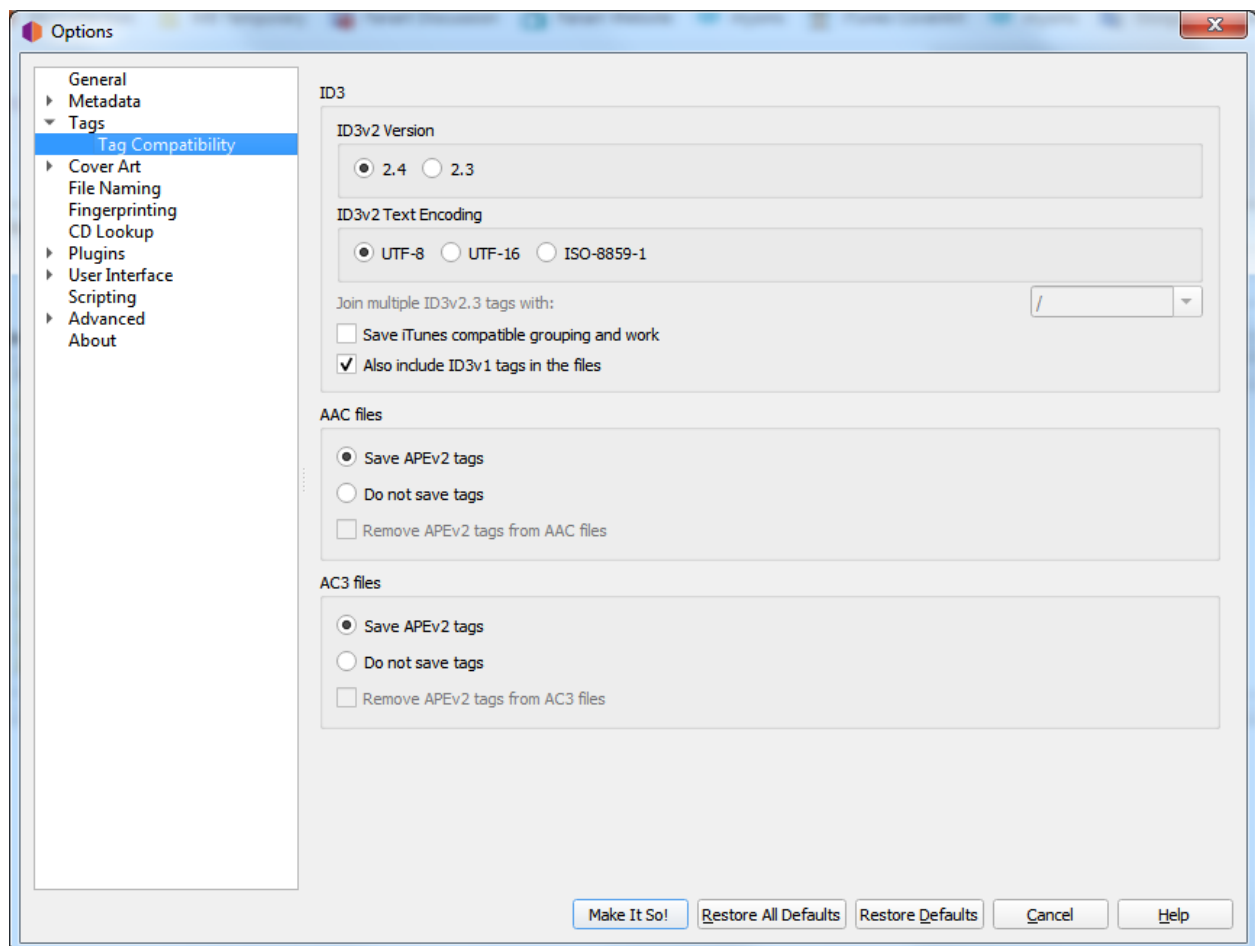 Options
General
Metadata
Tags
Tag Compatibility
Cover Art
File Naming
Fingerprinting
CD Lookup
Plugins
User Interface
Scripting
Advanced
About
ID3
ID3v2 Version
2.4 2.3
ID3v2 Text Encoding
UTF-8 UTF-16 ISO-8859-1
Join multiple ID3v2.3 tags with: /
Save iTunes compatible grouping and work
Also include ID3v1 tags in the files
AAC files
Save APEv2 tags
Do not save tags
Remove APEv2 tags from AAC files
AC3 files
Save APEv2 tags
Do not save tags
Remove APEv2 tags from AC3 files
Make It So! Restore All Defaults Restore Defaults Cancel Help